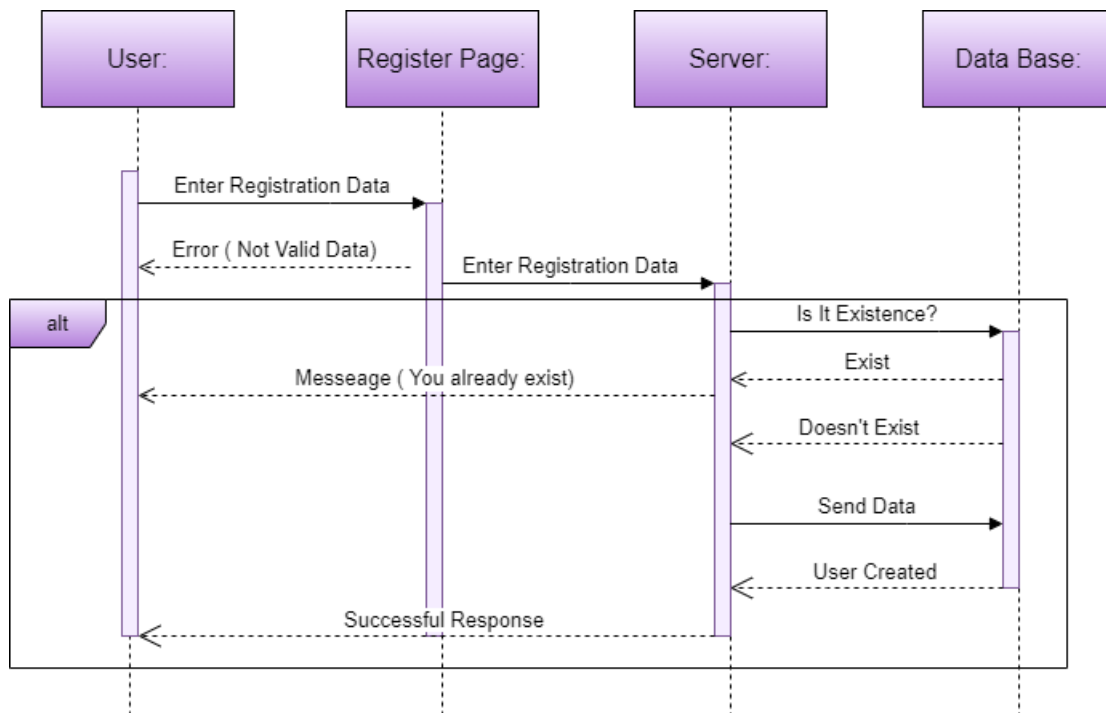 User:
Register Page:
Server:
Data Base:
Enter Registration Data
Error ( Not Valid Data)
Enter Registration Data
alt
Is It Existence?
Exist
Messeage ( You already exist)
Doesn't Exist
Send Data
User Created
Successful Response